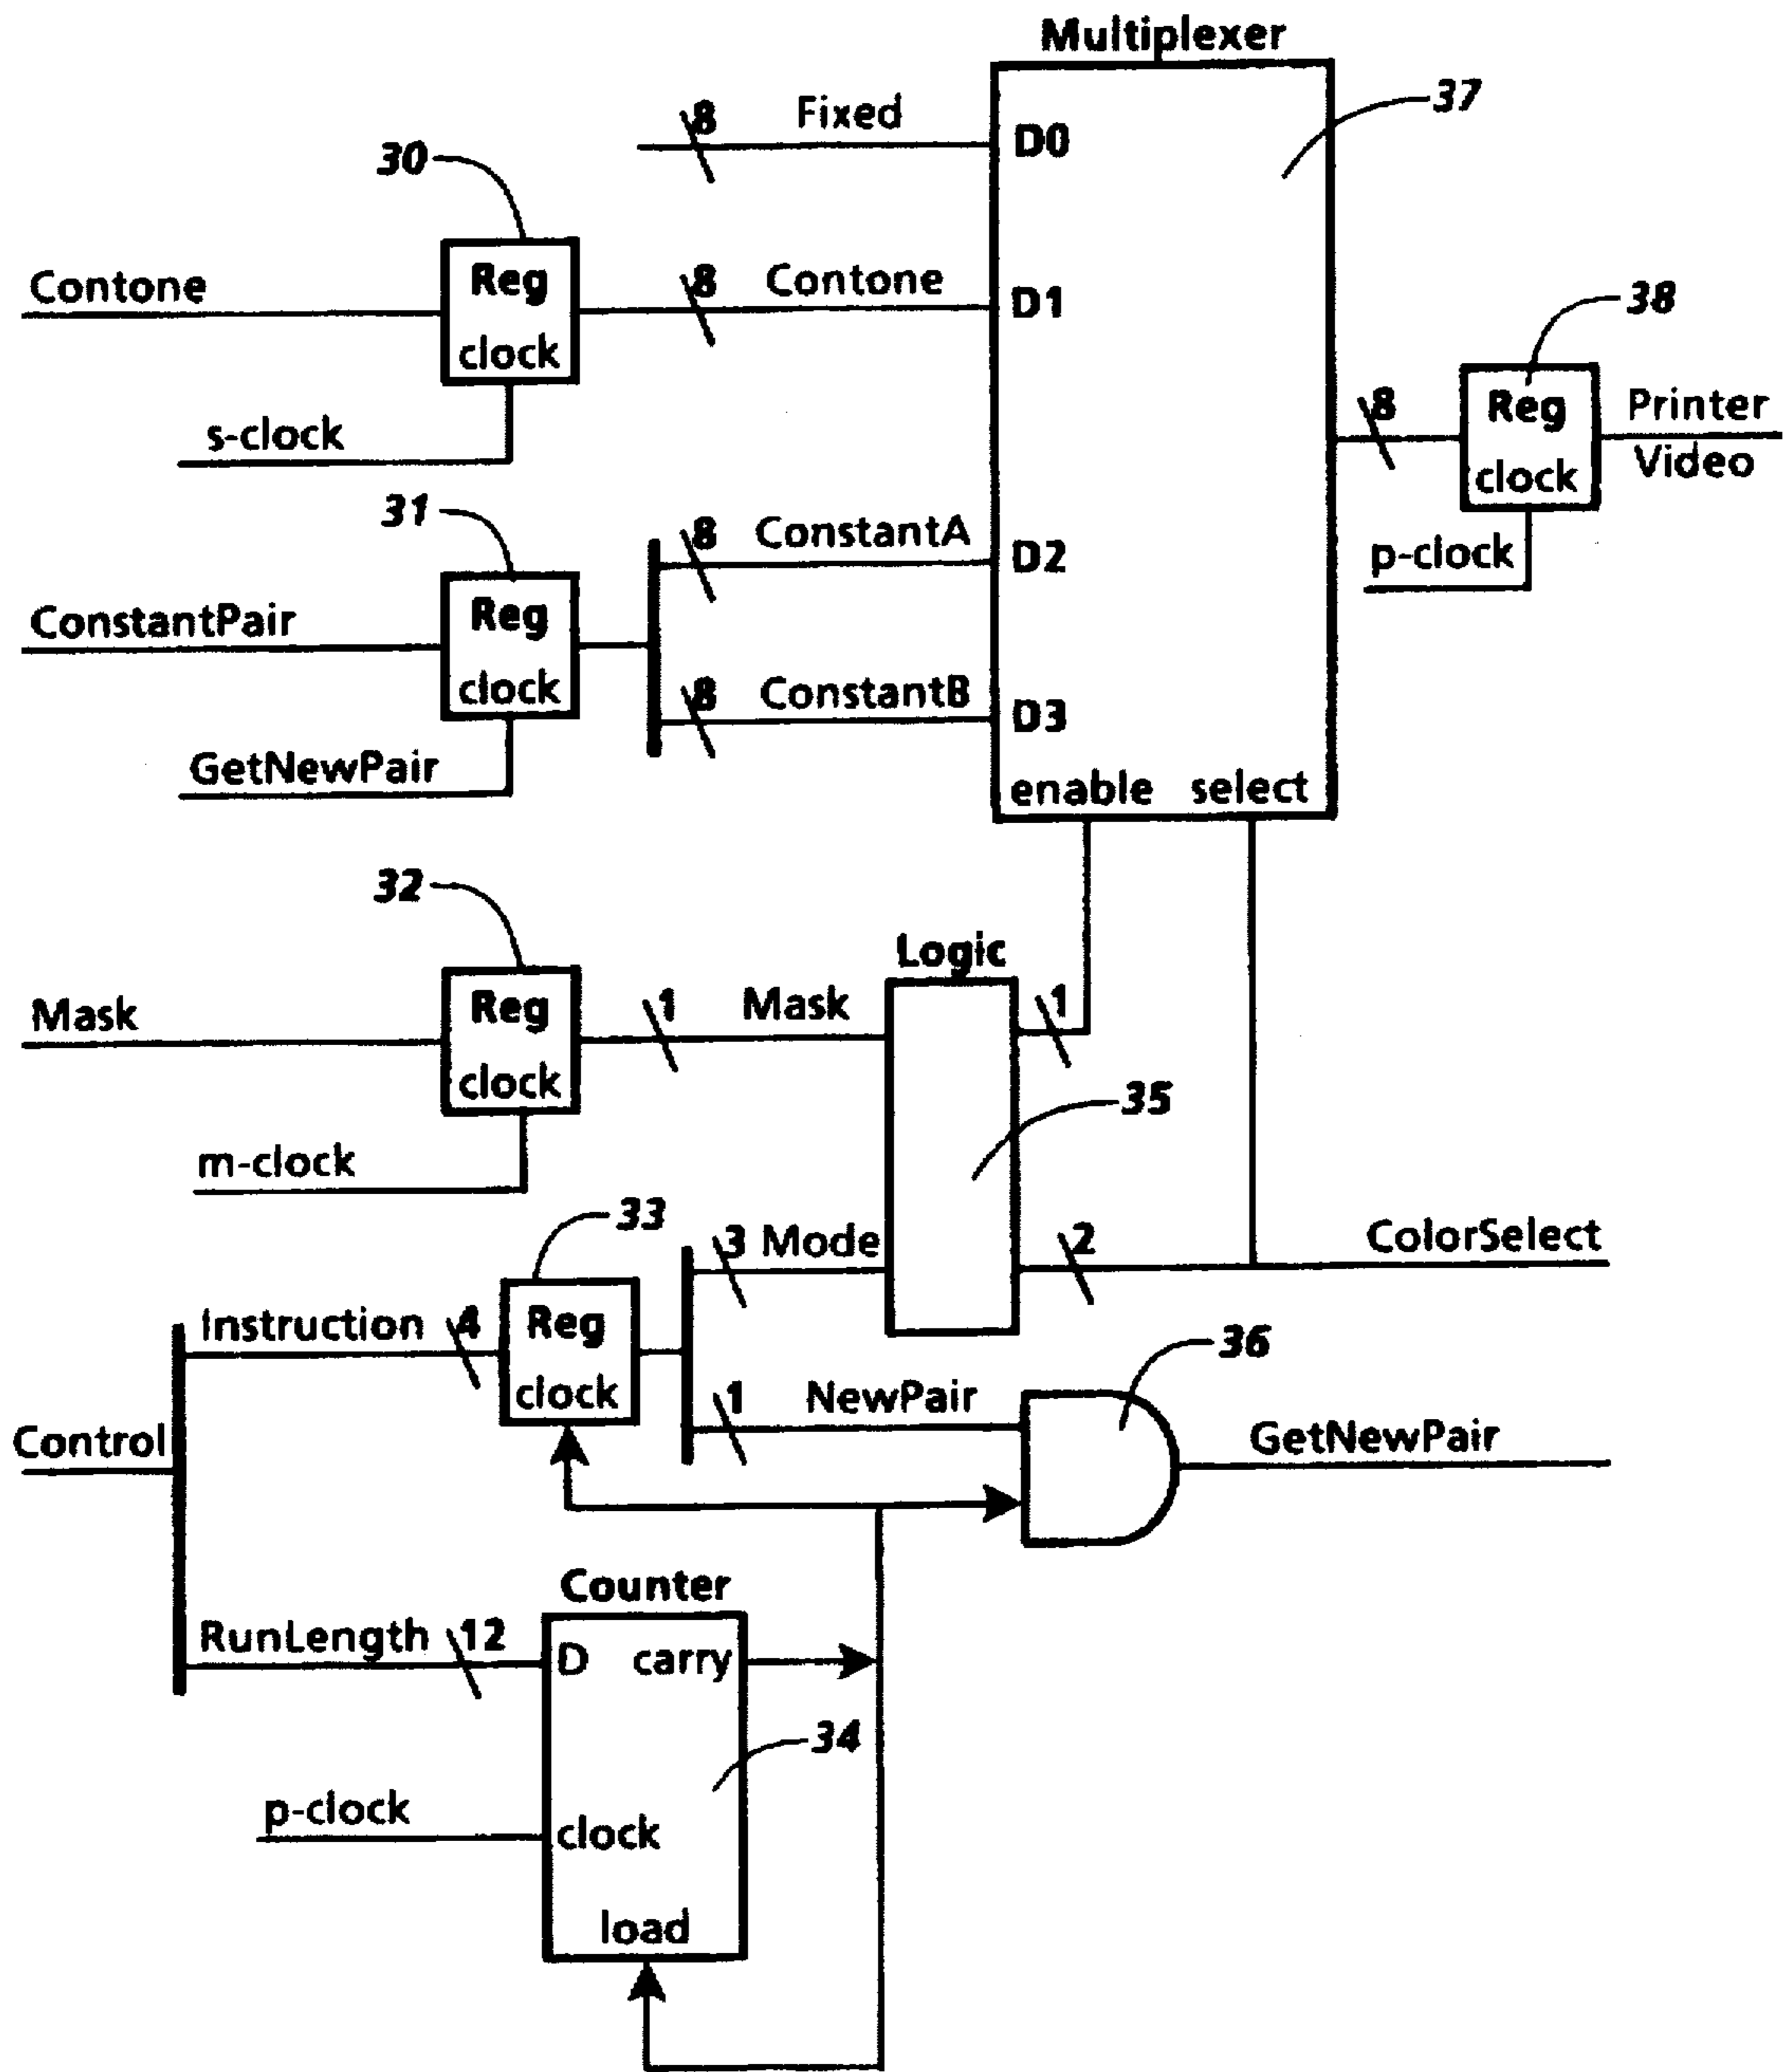 Multiplexer
37
8 Fixed
D0
30
Contone
Reg
clock
8 Contone
D1
s-clock
38
8
Reg
clock
Printer
Video
p-clock
31
ConstantPair
Reg
clock
8 ConstantA
D2
8 ConstantB
D3
GetNewPair
enable select
32
Mask
Reg
clock
1 Mask
Logic
1
35
m-clock
33
3 Mode
2
ColorSelect
Instruction 4
Reg
clock
36
1 NewPair
GetNewPair
Control
Counter
RunLength 12
D carry
34
p-clock
clock
load